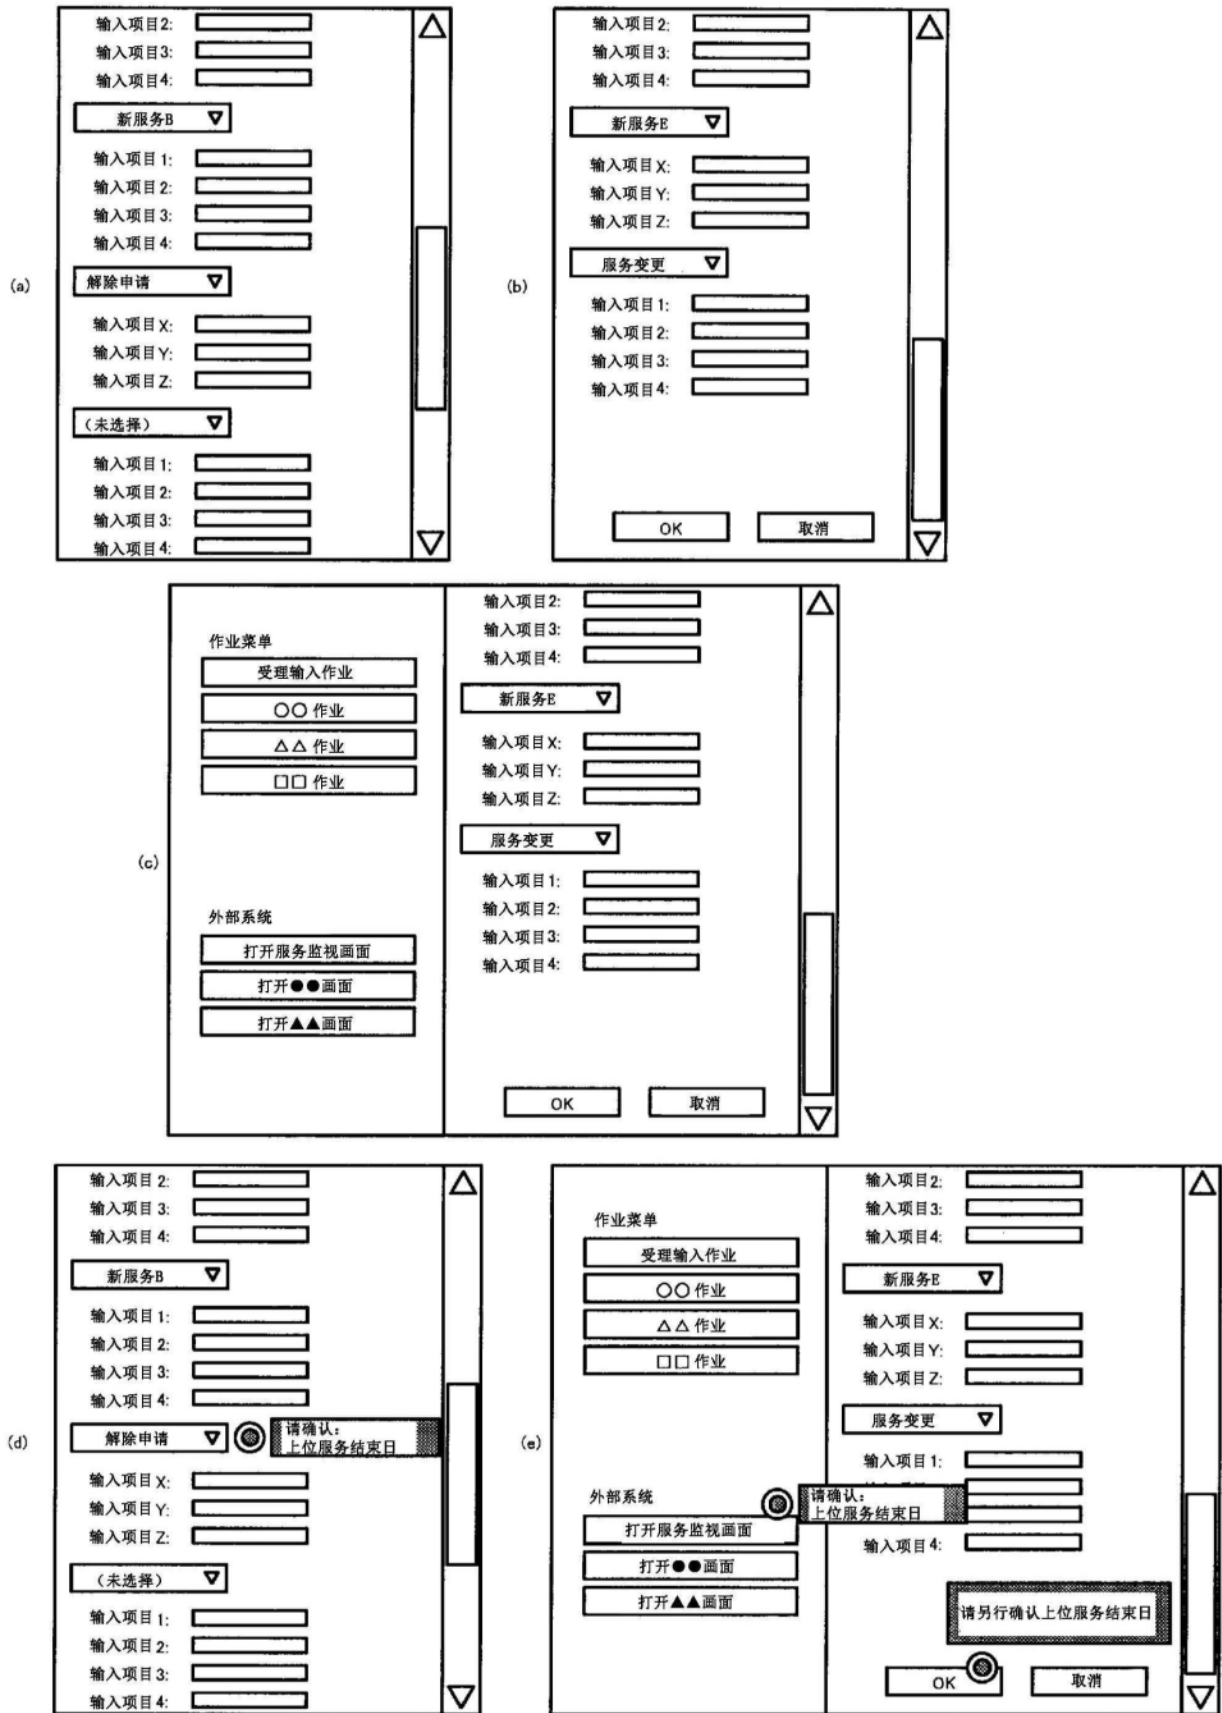 输入项目2:
输入项目3:
输入项目4:
新服务B
输入项目1:
输入项目2:
输入项目3:
输入项目4:
(a)
解除申请
输入项目X:
输入项目Y:
输入项目Z:
(未选择)
输入项目1:
输入项目2:
输入项目3:
输入项目4:
输入项目2:
输入项目3:
输入项目4:
新服务E
输入项目X:
输入项目Y:
输入项目Z:
(b)
服务变更
输入项目1:
输入项目2:
输入项目3:
输入项目4:
OK
取消
(c)
作业菜单
受理输入作业
○○作业
△△作业
□□作业
外部系统
打开服务监视画面
打开●●画面
打开▲▲画面
输入项目2:
输入项目3:
输入项目4:
新服务E
输入项目X:
输入项目Y:
输入项目Z:
服务变更
输入项目1:
输入项目2:
输入项目3:
输入项目4:
OK
取消
输入项目2:
输入项目3:
输入项目4:
新服务B
输入项目1:
输入项目2:
输入项目3:
输入项目4:
(d)
解除申请
请确认:
上位服务结束日
输入项目X:
输入项目Y:
输入项目Z:
(未选择)
输入项目1:
输入项目2:
输入项目3:
输入项目4:
(e)
作业菜单
受理输入作业
○○作业
△△作业
□□作业
外部系统
打开服务监视画面
打开●●画面
打开▲▲画面
输入项目2:
输入项目3:
输入项目4:
新服务E
输入项目X:
输入项目Y:
输入项目Z:
服务变更
输入项目1:
请确认:
上位服务结束日
输入项目4:
请另行确认上位服务结束日
OK
取消